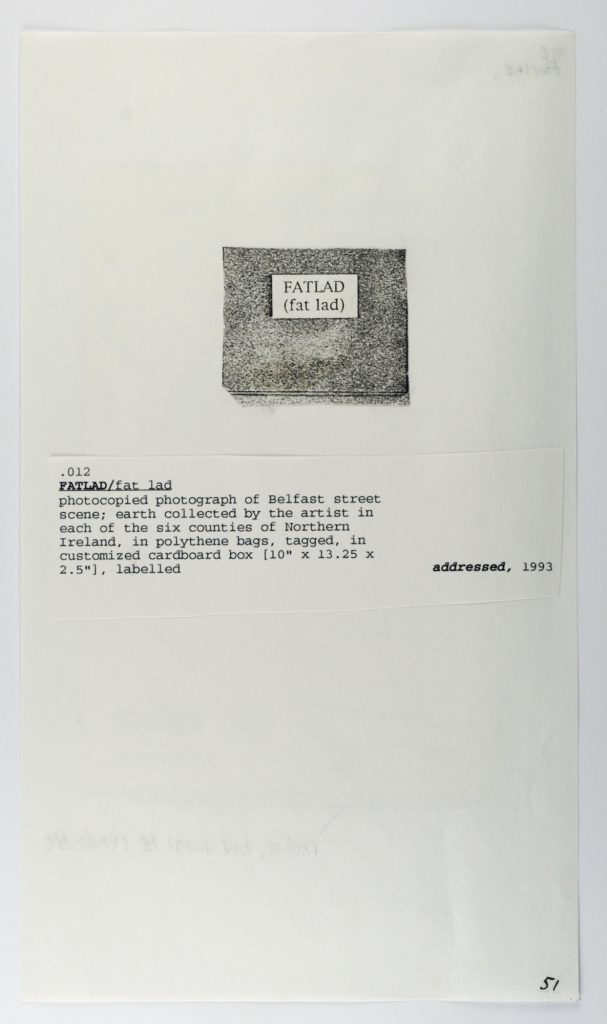 FATLAD
(fat lad)
.012
FATLAD/fat lad
photocopied photograph of Belfast street
scene; earth collected by the artist in
each of the six counties of Northern
Ireland, in polythene bags, tagged, in
customized cardboard box [10" x 13.25 x
2.5"], labelled
addressed, 1993
51